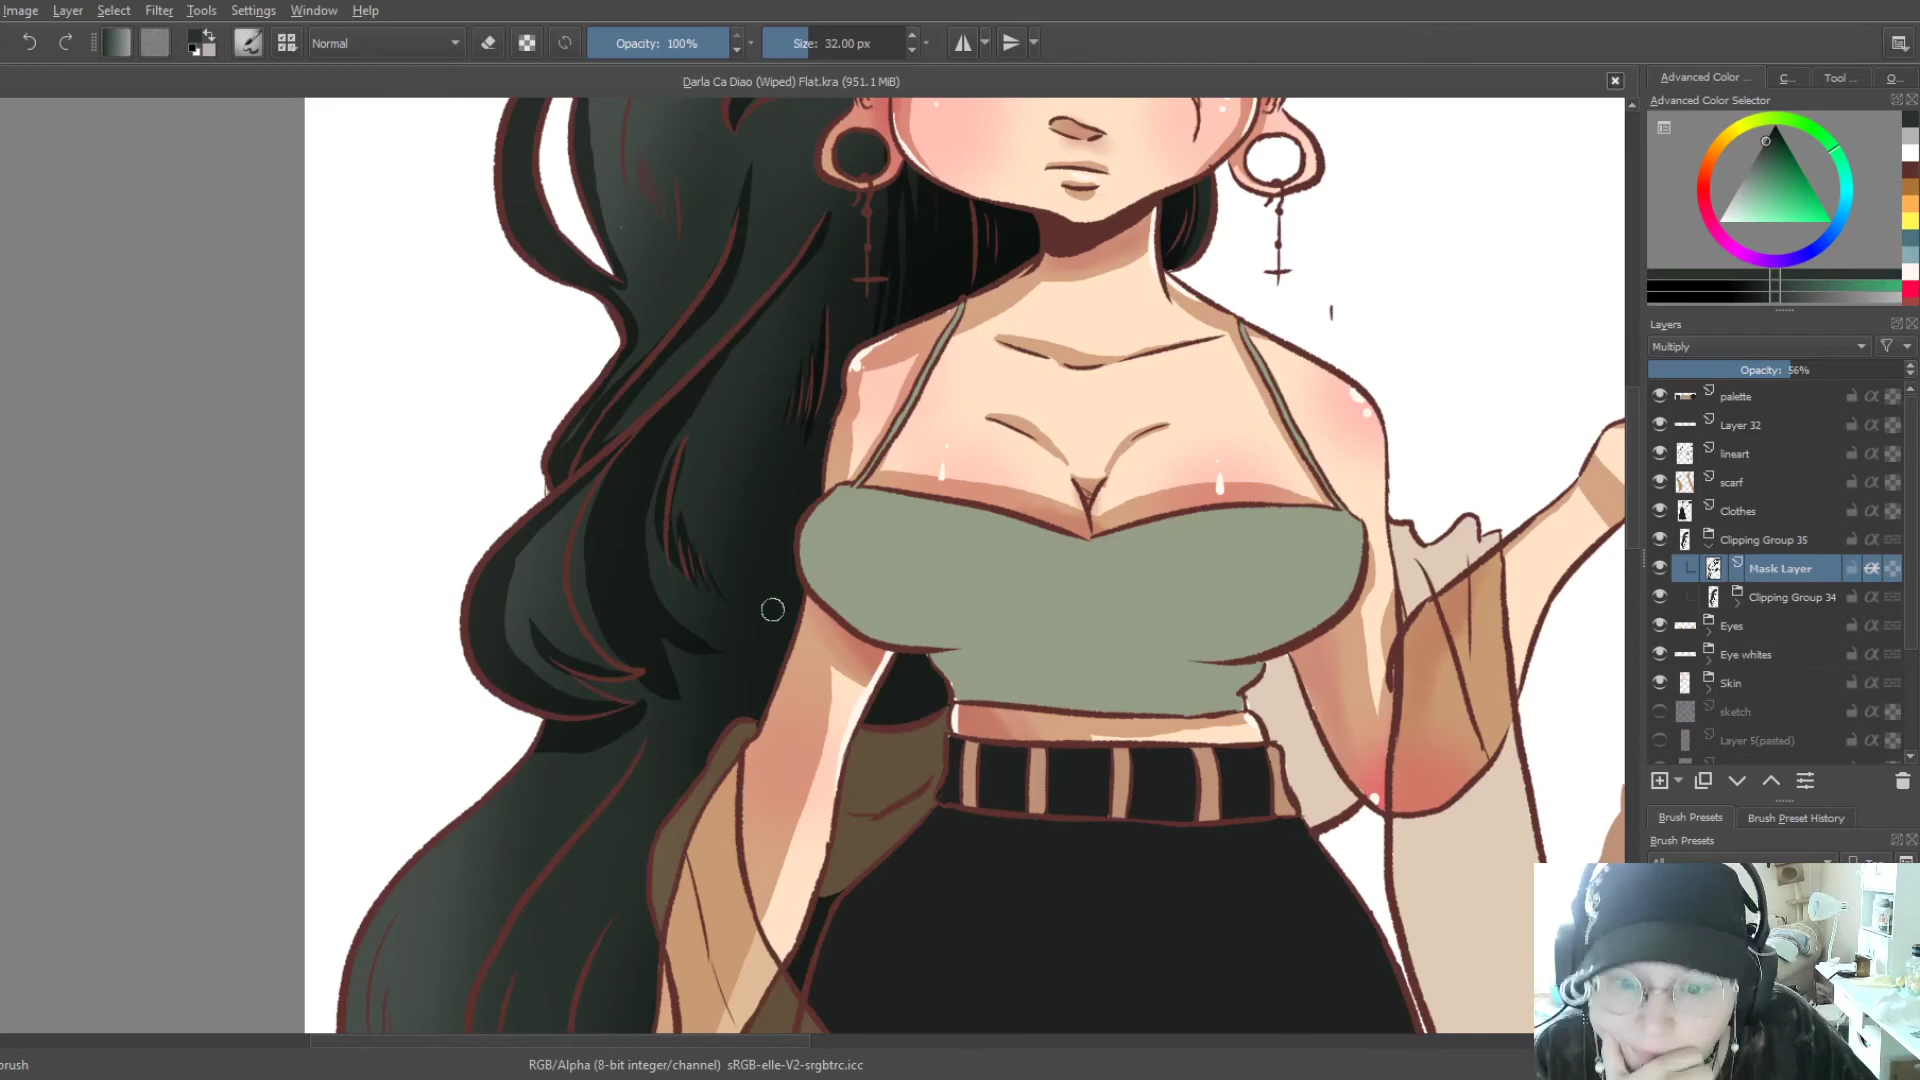 Image Layer Select Filter Tools Settings Window Help
Normal
Opacity: 100%
Size: 32.00 px
Darla Ca Diao (Wiped) Flat.kra (951.1 MiB)
Advanced Color ...
C...
Tool ...
O...
Advanced Color Selector
Layers
Multiply
Opacity: 56%
palette
Layer 32
lineart
scarf
Clothes
Clipping Group 35
Mask Layer
Clipping Group 34
Eyes
Eye whites
Skin
sketch
Layer 5(pasted)
Brush Presets
Brush Preset History
Brush Presets
RGB/Alpha (8-bit integer/channel) sRGB-elle-V2-srgbtrc.icc